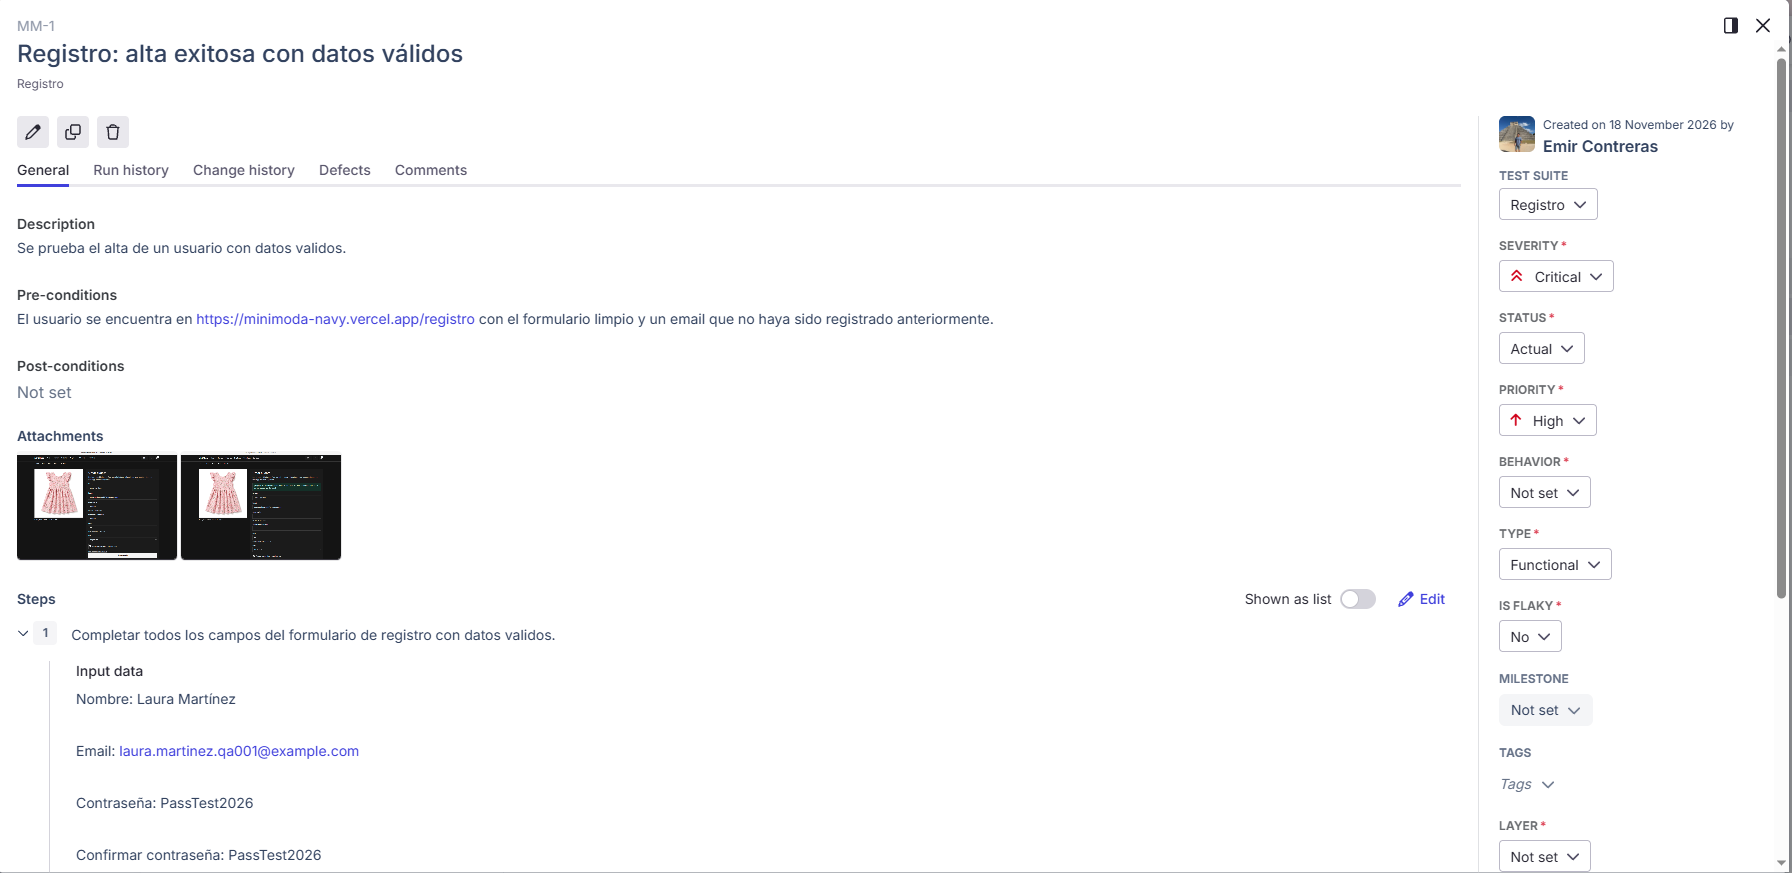 MM-1
Registro: alta exitosa con datos válidos
Registro
General
Run history
Change history
Defects
Comments
Description
Se prueba el alta de un usuario con datos validos.
Pre-conditions
El usuario se encuentra en https://minimoda-navy.vercel.app/registro con el formulario limpio y un email que no haya sido registrado anteriormente.
Post-conditions
Not set
Attachments
Steps
Shown as list
Edit
1
Completar todos los campos del formulario de registro con datos validos.
Input data
Nombre: Laura Martínez
Email: laura.martinez.qa001@example.com
Contraseña: PassTest2026
Confirmar contraseña: PassTest2026
Created on 18 November 2026 by
Emir Contreras
TEST SUITE
Registro
SEVERITY *
Critical
STATUS *
Actual
PRIORITY *
High
BEHAVIOR *
Not set
TYPE *
Functional
IS FLAKY *
No
MILESTONE
Not set
TAGS
Tags
LAYER *
Not set